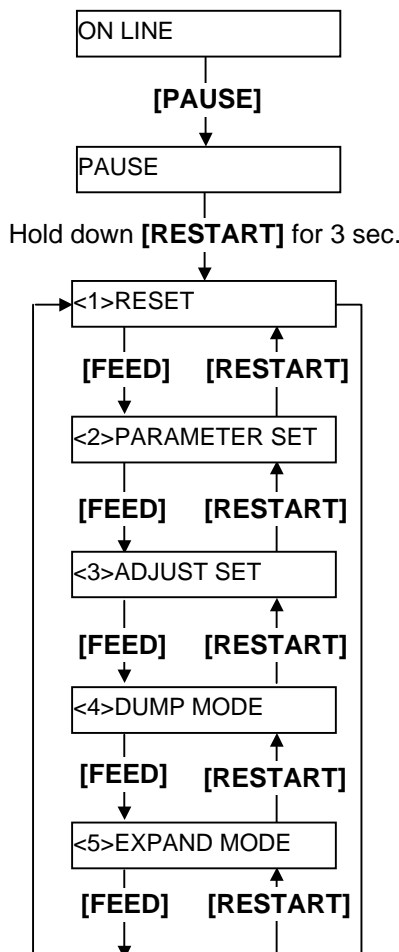 ON LINE
[PAUSE]
PAUSE
Hold down [RESTART] for 3 sec.
<1>RESET
[FEED] [RESTART]
<2>PARAMETER SET
[FEED] [RESTART]
<3>ADJUST SET
[FEED] [RESTART]
<4>DUMP MODE
[FEED] [RESTART]
<5>EXPAND MODE
[FEED] [RESTART]